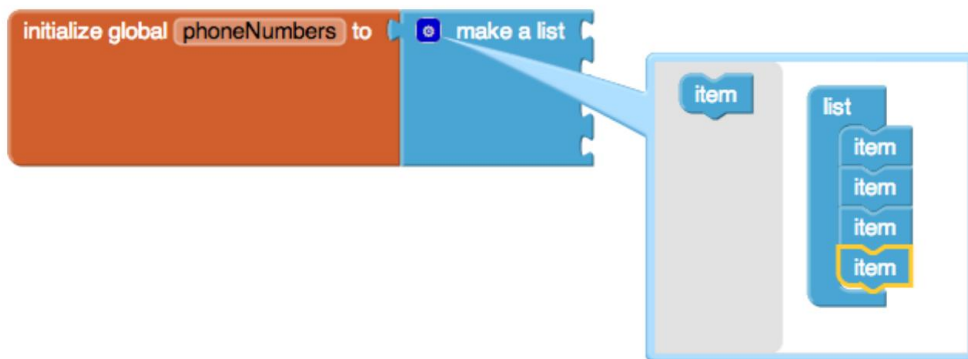 initialize global phoneNumbers to make a list
item
list
item
item
item
item